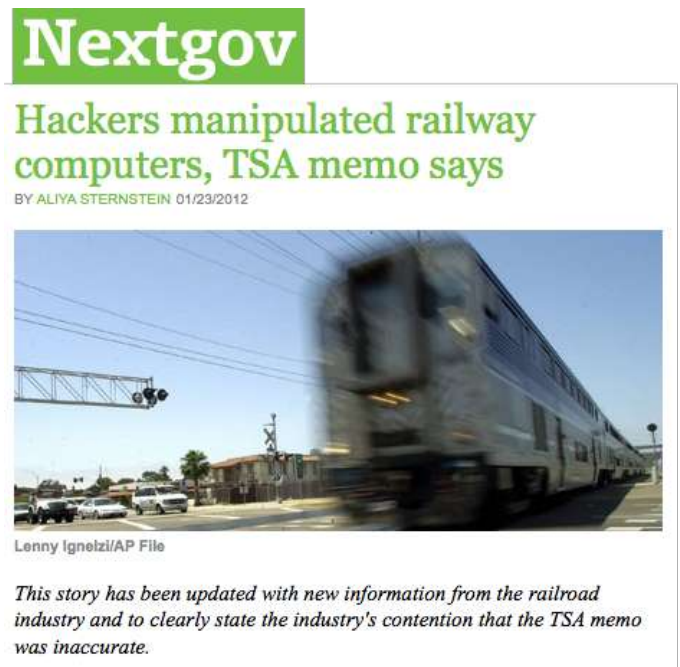 Nextgov
Hackers manipulated railway
computers, TSA memo says
BY ALIYA STERNSTEIN 01/23/2012
Lenny Ignelzi/AP File
This story has been updated with new information from the railroad
industry and to clearly state the industry's contention that the TSA memo
was inaccurate.